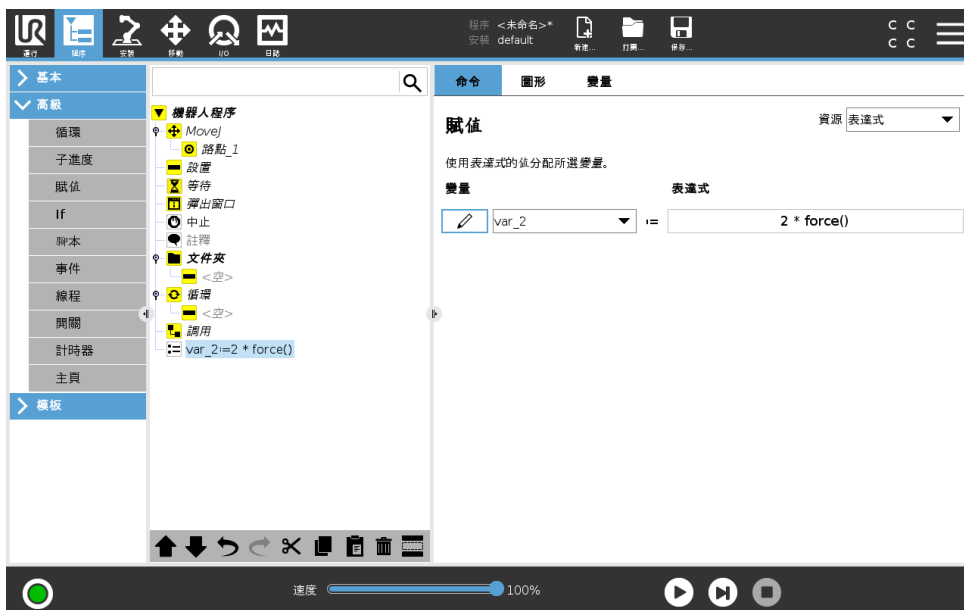 UR
運行
程序
安裝
移動
I/O
日誌
程序 <未命名>*
安裝 default
新建...
打開...
保存...
C C
C C
基本
高級
循環
子進度
賦值
If
腳本
事件
線程
開關
計時器
主頁
模板
機器人程序
MoveJ
路點_1
設置
等待
彈出窗口
中止
註釋
文件夾
<空>
循環
<空>
調用
var_2:=2 * force()
命令 圖形 變量
賦值
資源 表達式
使用表達式的值分配所選變量。
變量 表達式
var_2 := 2 * force()
速度 100%